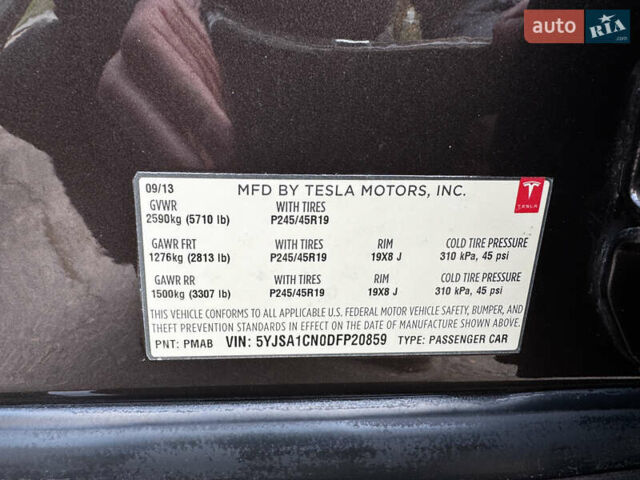 auto RIA
.com
09/13 MFD BY TESLA MOTORS, INC.
TESLA
GVWR WITH TIRES
2590kg (5710 lb) P245/45R19
GAWR FRT WITH TIRES RIM COLD TIRE PRESSURE
1276kg (2813 lb) P245/45R19 19X8 J 310 kPa, 45 psi
GAWR RR WITH TIRES RIM COLD TIRE PRESSURE
1500kg (3307 lb) P245/45R19 19X8 J 310 kPa, 45 psi
THIS VEHICLE CONFORMS TO ALL APPLICABLE U.S. FEDERAL MOTOR VEHICLE SAFETY, BUMPER, AND
THEFT PREVENTION STANDARDS IN EFFECT ON THE DATE OF MANUFACTURE SHOWN ABOVE.
PNT: PMAB VIN: 5YJSA1CN0DFP20859 TYPE: PASSENGER CAR